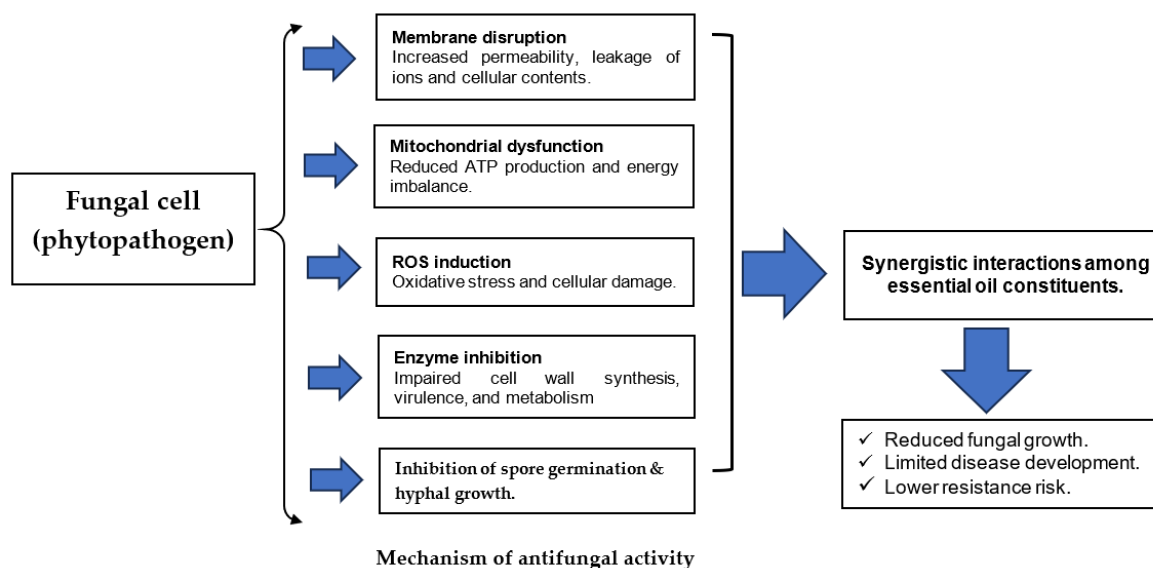 Fungal cell
(phytopathogen)
Membrane disruption
Increased permeability, leakage of
ions and cellular contents.
Mitochondrial dysfunction
Reduced ATP production and energy
imbalance.
ROS induction
Oxidative stress and cellular damage.
Enzyme inhibition
Impaired cell wall synthesis,
virulence, and metabolism
Inhibition of spore germination &
hyphal growth.
Mechanism of antifungal activity
Synergistic interactions among
essential oil constituents.
✓ Reduced fungal growth.
✓ Limited disease development.
✓ Lower resistance risk.